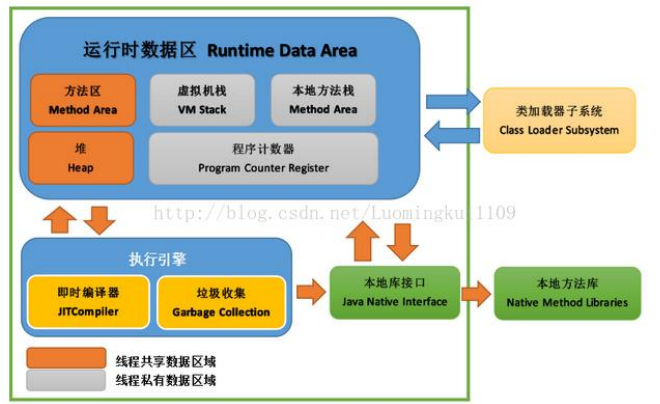 运行时数据区 Runtime Data Area
方法区
Method Area
虚拟机栈
VM Stack
本地方法栈
Method Area
堆
Heap
程序计数器
Program Counter Register
类加载器子系统
Class Loader Subsystem
http://blog.csdn.net/Luomingkui1109
执行引擎
即时编译器
JITCompiler
垃圾收集
Garbage Collection
本地库接口
Java Native Interface
本地方法库
Native Method Libraries
线程共享数据区域
线程私有数据区域